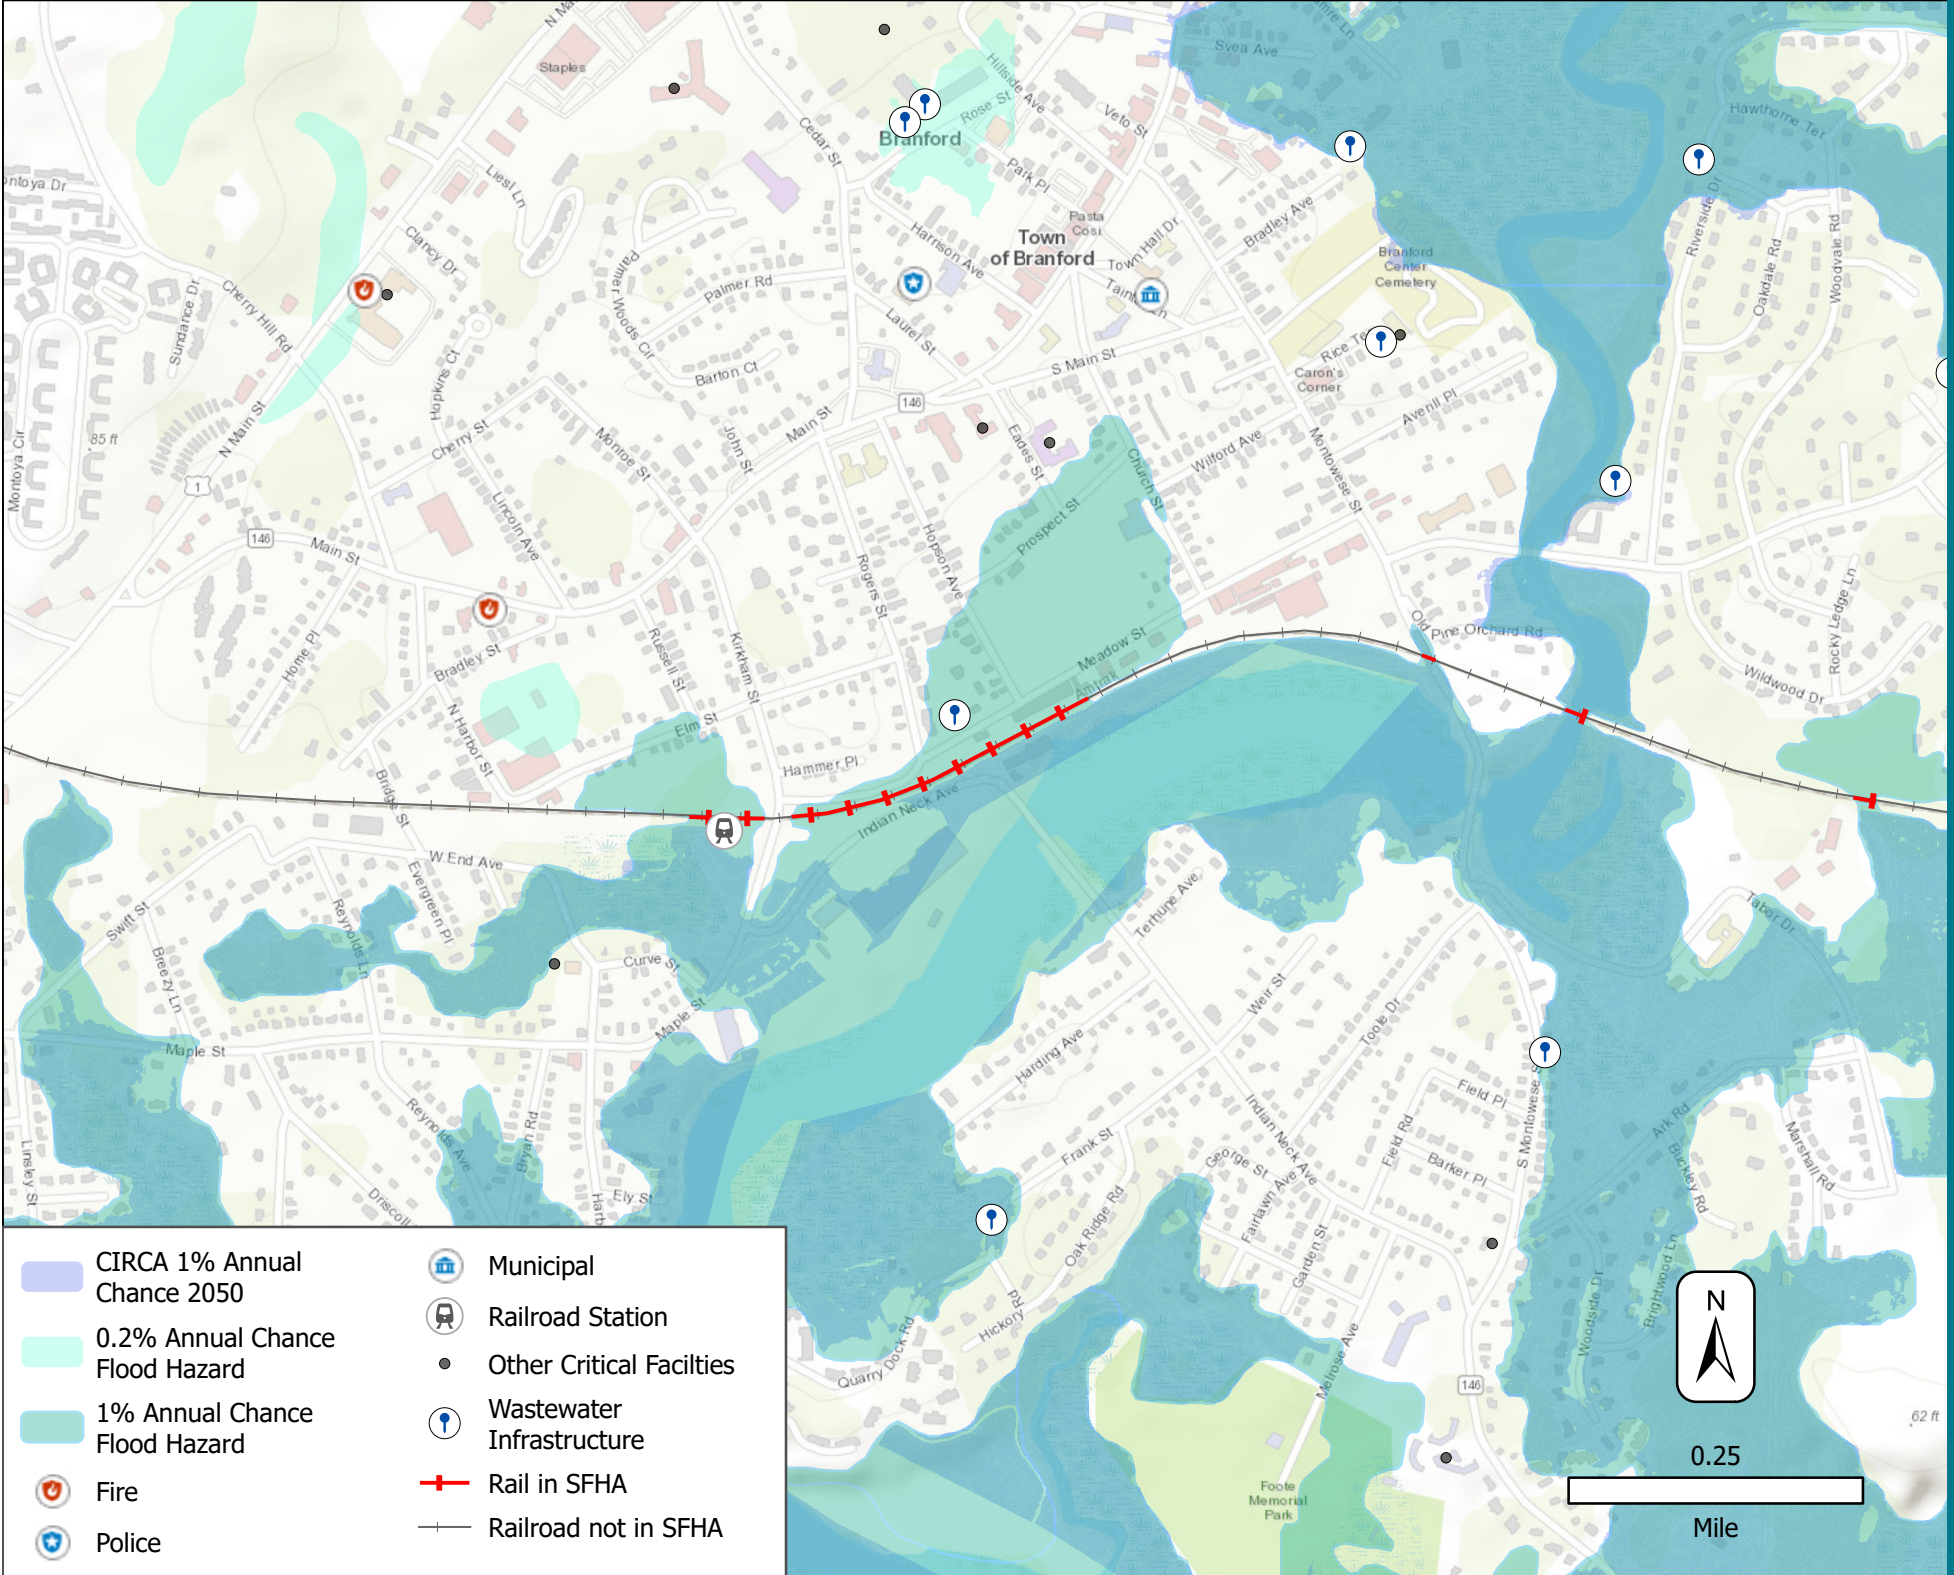 N Ma
Staples
Svea Ave
Hillside Ave
Rose St
Veto St
Hawthorne Ter
Cedar St
Branford
Park Pl
Liesl Ln
ontoya Dr
Pasta
Cosi
Town
of Branford
Town Hall Dr
Bradley Ave
Harrison Ave
Branford
Center
Cemetery
Riverside Dr
Oakdale Rd
Woodvale Rd
Clancy Dr
Palmer Rd
Palmer Woods Cir
Cherry Hill Rd
Sundance Dr
Laurel St
S Main St
Rice Te
Caron's
Corner
Averill Pl
Barton Ct
Hopkins Ct
146
Main St
John St
Monroe St
Cherry St
N Main St
85 ft
Montoya Cir
1
Eades St
Church St
Wilford Ave
Montowese St
Lincoln Ave
Prospect St
Hopson Ave
Rogers St
146
Main St
Home Pl
Bradley St
Russell St
Kirkham St
Meadow St
Amtrak
Old
Pine Orchard Rd
Rocky Ledge Ln
Wildwood Dr
N Harbor St
Elm St
Hammer Pl
Bridge St
Indian Neck Ave
W End Ave
Evergreen Pl
Swift St
Reynolds Ln
Breezy Ln
Curve St
Terhune Ave
Tabor Dr
Weir St
Toole Dr
Maple St
Maple St
Harding Ave
Field Pl
S Montowese S
Ark Rd
Reynolds Ave
Bryan Rd
Indian Neck Ave
Frank St
George St
Field Rd
Barker Pl
Buckley Rd
Marshall Rd
Linsley St
Driscoll
Ely St
Harb
Oak Ridge Rd
Fairlawn Ave
Garden St
Brightwood Ln
Woodside Dr
Hickory Rd
Quarry Dock Rd
Melrose Ave
146
62 ft
Foote
Memorial
Park
CIRCA 1% Annual
Chance 2050
0.2% Annual Chance
Flood Hazard
1% Annual Chance
Flood Hazard
Fire
Police
Municipal
Railroad Station
Other Critical Facilties
Wastewater
Infrastructure
Rail in SFHA
Railroad not in SFHA
N
0.25
Mile